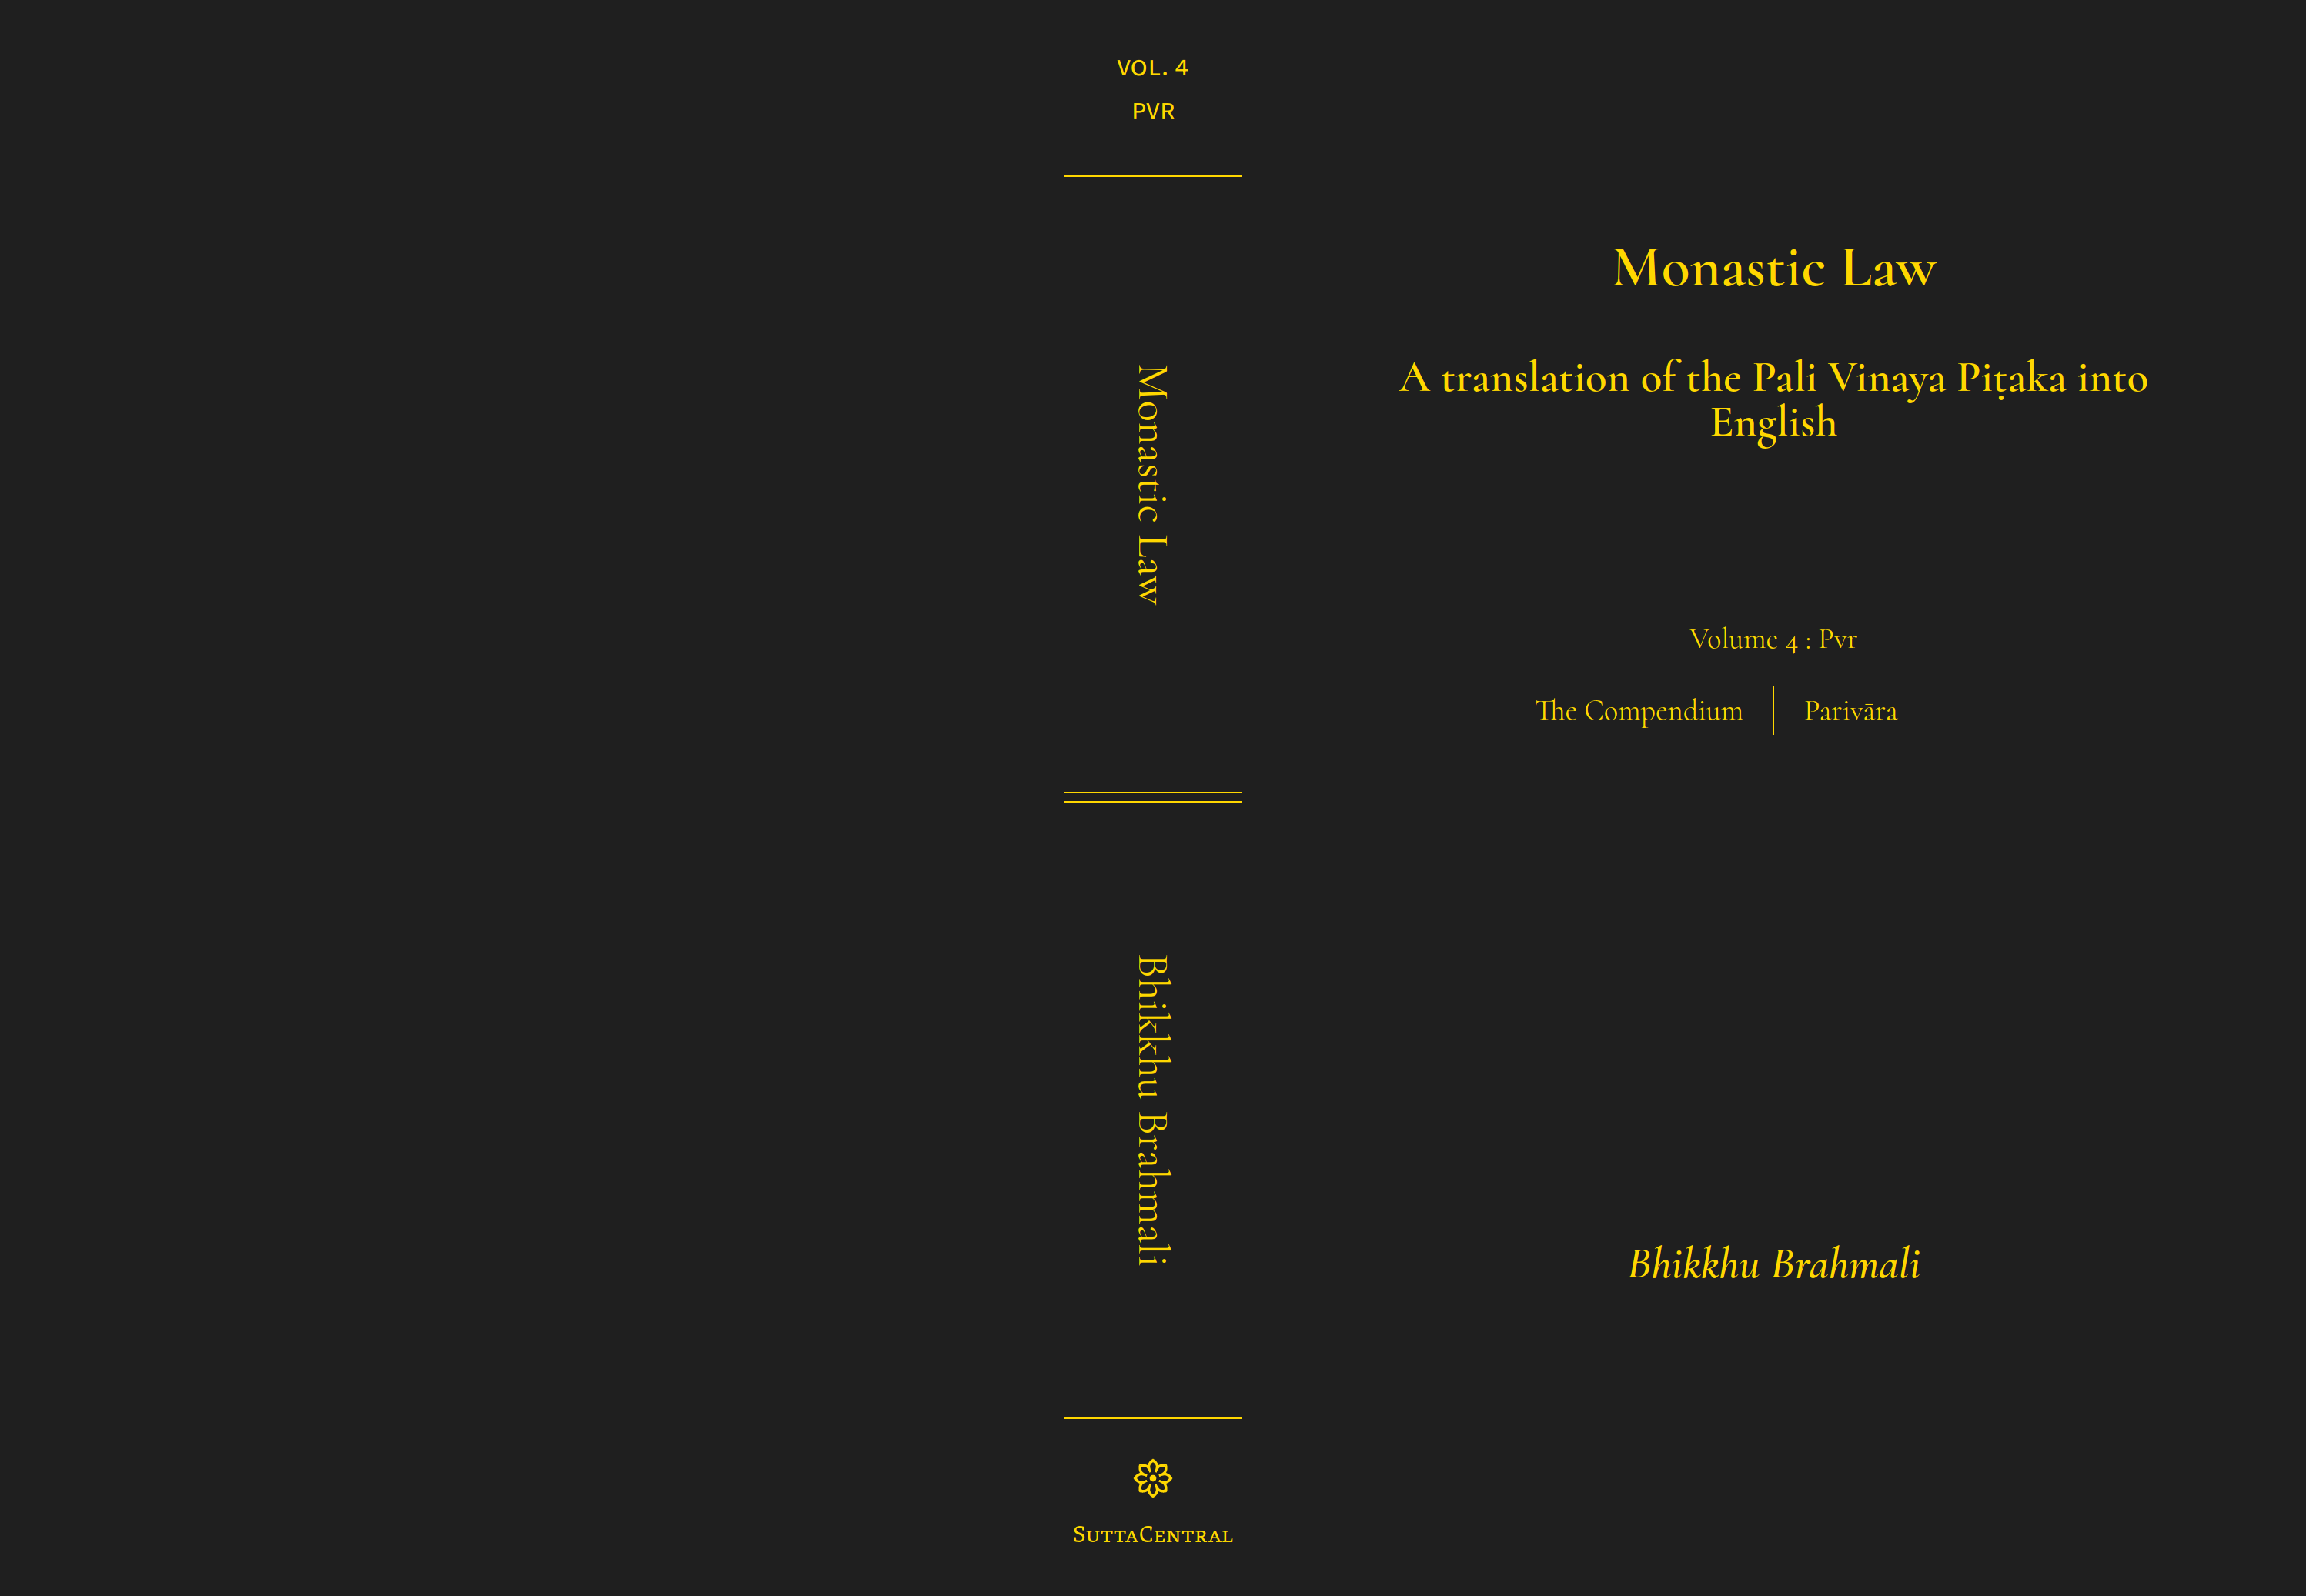 VOL. 4
PVR
Monastic Law
Bhikkhu Brahmali
SuttaCentral
Monastic Law
A translation of the Pali Vinaya Piṭaka into
English
Volume 4 : Pvr
The Compendium | Parivāra
Bhikkhu Brahmali